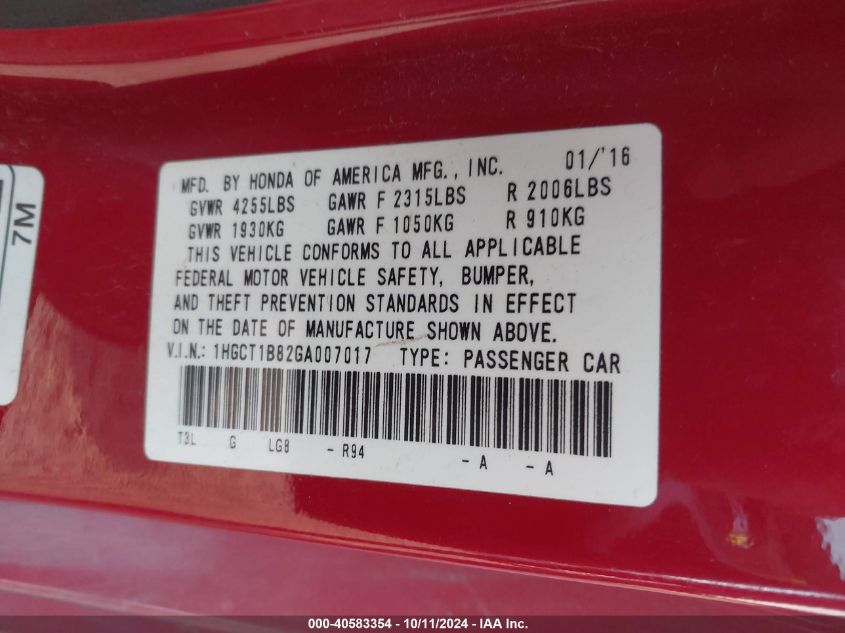 MFD. BY HONDA OF AMERICA MFG., INC. 01/'16
GVWR 4255LBS GAWR F 2315LBS R 2006LBS
GVWR 1930KG GAWR F 1050KG R 910KG
THIS VEHICLE CONFORMS TO ALL APPLICABLE
FEDERAL MOTOR VEHICLE SAFETY, BUMPER,
AND THEFT PREVENTION STANDARDS IN EFFECT
ON THE DATE OF MANUFACTURE SHOWN ABOVE.
V.I.N.: 1HGCT1B82GA007017 TYPE: PASSENGER CAR
T3L G LG8 - R94 - A - A
7M
000-40583354 - 10/11/2024 - IAA Inc.